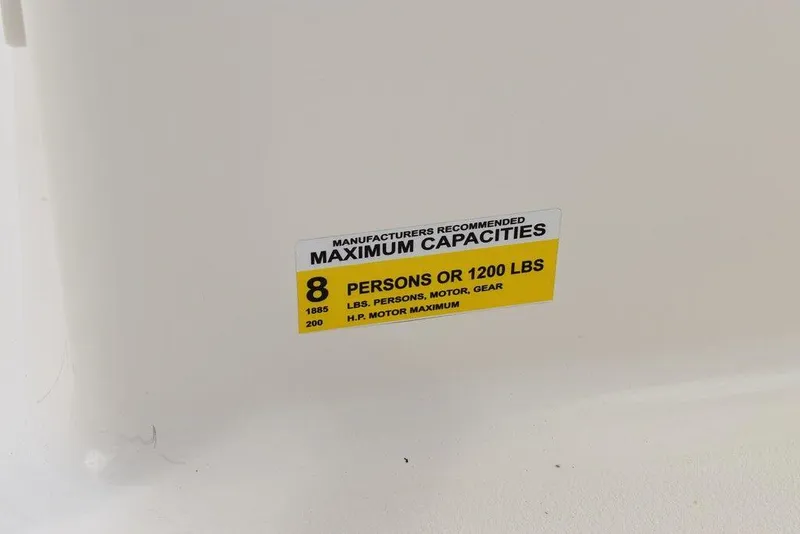 MANUFACTURERS RECOMMENDED
MAXIMUM CAPACITIES
8 PERSONS OR 1200 LBS
1885 LBS. PERSONS, MOTOR, GEAR
200 H.P. MOTOR MAXIMUM